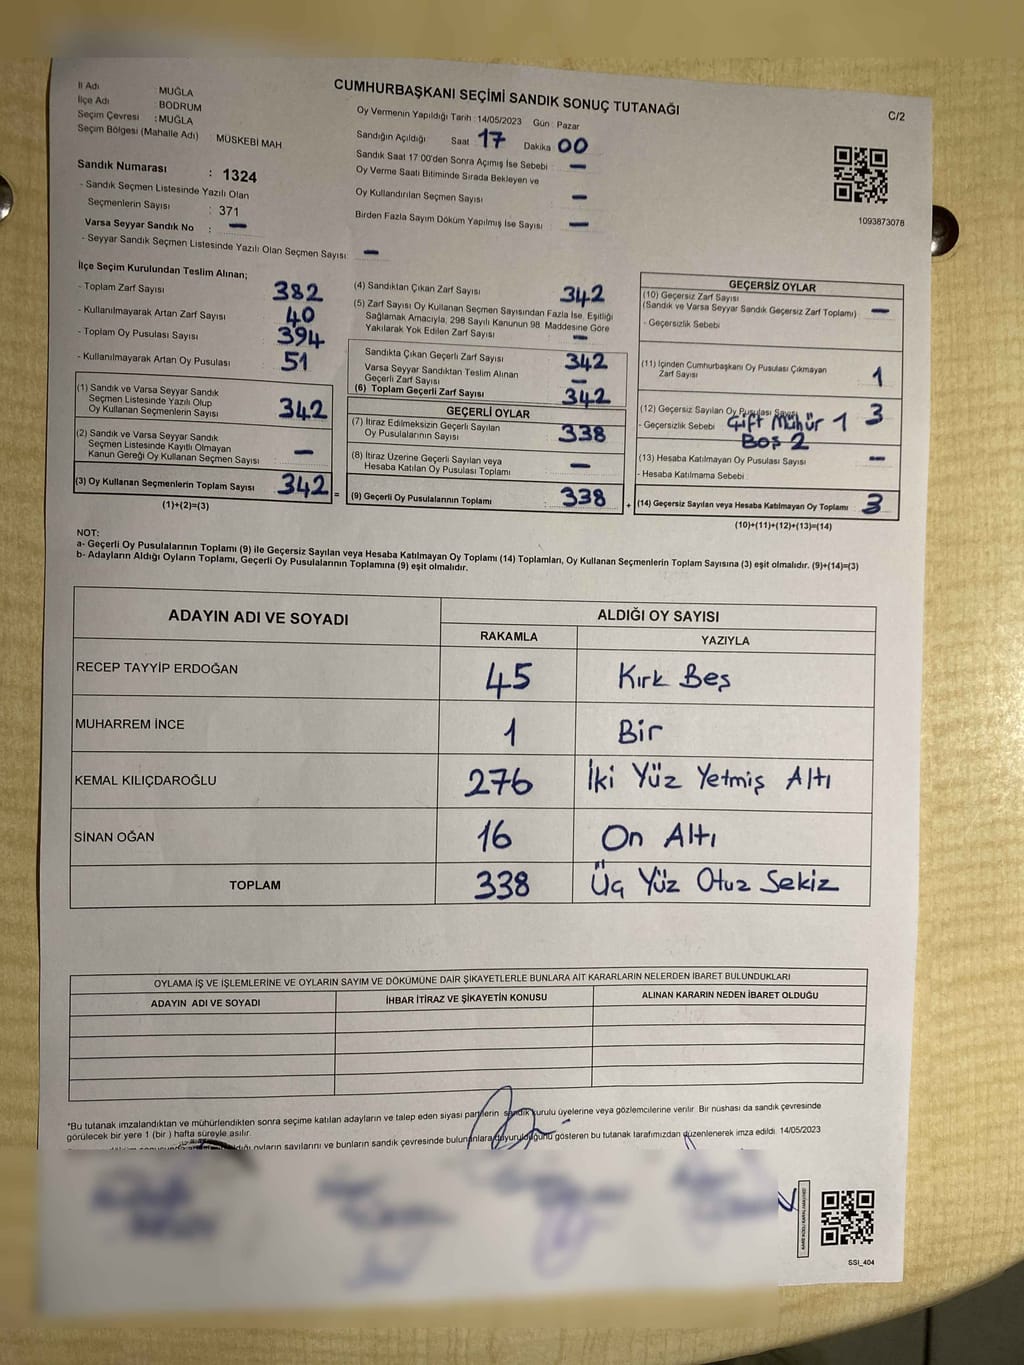 CUMHURBAŞKANI SEÇİMİ SANDIK SONUÇ TUTANAĞI
C/2
İl Adı : MUĞLA
İlçe Adı : BODRUM
Seçim Çevresi : MUĞLA
Seçim Bölgesi (Mahalle Adı) : MÜSKEBİ MAH
Sandık Numarası : 1324
- Sandık Seçmen Listesinde Yazılı Olan
Seçmenlerin Sayısı : 371
Varsa Seyyar Sandık No : —
- Seyyar Sandık Seçmen Listesinde Yazılı Olan Seçmen Sayısı : —
Oy Vermenin Yapıldığı Tarih : 14/05/2023 Gün : Pazar
Sandığın Açıldığı Saat 17 Dakika 00
Sandık Saat 17:00'den Sonra Açımış İse Sebebi : —
Oy Verme Saati Bitiminde Sırada Bekleyen ve
Oy Kullandırılan Seçmen Sayısı : —
Birden Fazla Sayım Döküm Yapılmış İse Sayısı : —
1093873078
İlçe Seçim Kurulundan Teslim Alınan;
- Toplam Zarf Sayısı : 382
- Kullanılmayarak Artan Zarf Sayısı : 40
- Toplam Oy Pusulası Sayısı : 394
- Kullanılmayarak Artan Oy Pusulası : 51
(1) Sandık ve Varsa Seyyar Sandık
Seçmen Listesinde Yazılı Olup
Oy Kullanan Seçmenlerin Sayısı : 342
(2) Sandık ve Varsa Seyyar Sandık
Seçmen Listesinde Kayıtlı Olmayan
Kanun Gereği Oy Kullanan Seçmen Sayısı : —
(3) Oy Kullanan Seçmenlerin Toplam Sayısı : 342 =
(1)+(2)=(3)
(4) Sandıktan Çıkan Zarf Sayısı : 342
(5) Zarf Sayısı Oy Kullanan Seçmen Sayısından Fazla İse, Eşitliği
Sağlamak Amacıyla, 298 Sayılı Kanunun 98. Maddesine Göre
Yakılarak Yok Edilen Zarf Sayısı : —
Sandıkta Çıkan Geçerli Zarf Sayısı : 342
Varsa Seyyar Sandıktan Teslim Alınan
Geçerli Zarf Sayısı : —
(6) Toplam Geçerli Zarf Sayısı : 342
GEÇERLİ OYLAR
(7) İtiraz Edilmeksizin Geçerli Sayılan
Oy Pusulalarının Sayısı : 338
(8) İtiraz Üzerine Geçerli Sayılan veya
Hesaba Katılan Oy Pusulası Toplamı : —
(9) Geçerli Oy Pusulalarının Toplamı : 338 +
GEÇERSİZ OYLAR
(10) Geçersiz Zarf Sayısı
(Sandık ve Varsa Seyyar Sandık Geçersiz Zarf Toplamı) : —
- Geçersizlik Sebebi :
(11) İçinden Cumhurbaşkanı Oy Pusulası Çıkmayan
Zarf Sayısı : 1
(12) Geçersiz Sayılan Oy Pusulası Sayısı : 3
- Geçersizlik Sebebi : Çift Mühür 1
Boş 2
(13) Hesaba Katılmayan Oy Pusulası Sayısı : —
- Hesaba Katılmama Sebebi :
(14) Geçersiz Sayılan veya Hesaba Katılmayan Oy Toplamı : 3
(10)+(11)+(12)+(13)=(14)
NOT:
a- Geçerli Oy Pusulalarının Toplamı (9) ile Geçersiz Sayılan veya Hesaba Katılmayan Oy Toplamı (14) Toplamları, Oy Kullanan Seçmenlerin Toplam Sayısına (3) eşit olmalıdır. (9)+(14)=(3)
b- Adayların Aldığı Oyların Toplamı, Geçerli Oy Pusulalarının Toplamına (9) eşit olmalıdır.
ADAYIN ADI VE SOYADI ALDIĞI OY SAYISI
RAKAMLA YAZIYLA
RECEP TAYYİP ERDOĞAN 45 Kırk Beş
MUHARREM İNCE 1 Bir
KEMAL KILIÇDAROĞLU 276 İki Yüz Yetmiş Altı
SİNAN OĞAN 16 On Altı
TOPLAM 338 Üç Yüz Otuz Sekiz
OYLAMA İŞ VE İŞLEMLERİNE VE OYLARIN SAYIM VE DÖKÜMÜNE DAİR ŞİKAYETLERLE BUNLARA AİT KARARLARIN NELERDEN İBARET BULUNDUKLARI
ADAYIN ADI VE SOYADI İHBAR İTİRAZ VE ŞİKAYETİN KONUSU ALINAN KARARIN NEDEN İBARET OLDUĞU
*Bu tutanak imzalandıktan ve mühürlendikten sonra seçime katılan adayların ve talep eden siyasi partilerin sandık kurulu üyelerine veya gözlemcilerine verilir. Bir nüshası da sandık çevresinde
görülecek bir yere 1 (bir ) hafta süreyle asılır.
oyların sayılarını ve bunların sandık çevresinde bulunanlara duyurulduğunu gösteren bu tutanak tarafımızdan düzenlenerek imza edildi. 14/05/2023
SSI_404